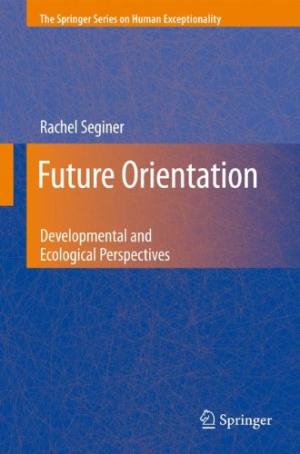 The Springer Series on Human Exceptionality
Rachel Seginer
Future Orientation
Developmental and
Ecological Perspectives
Springer